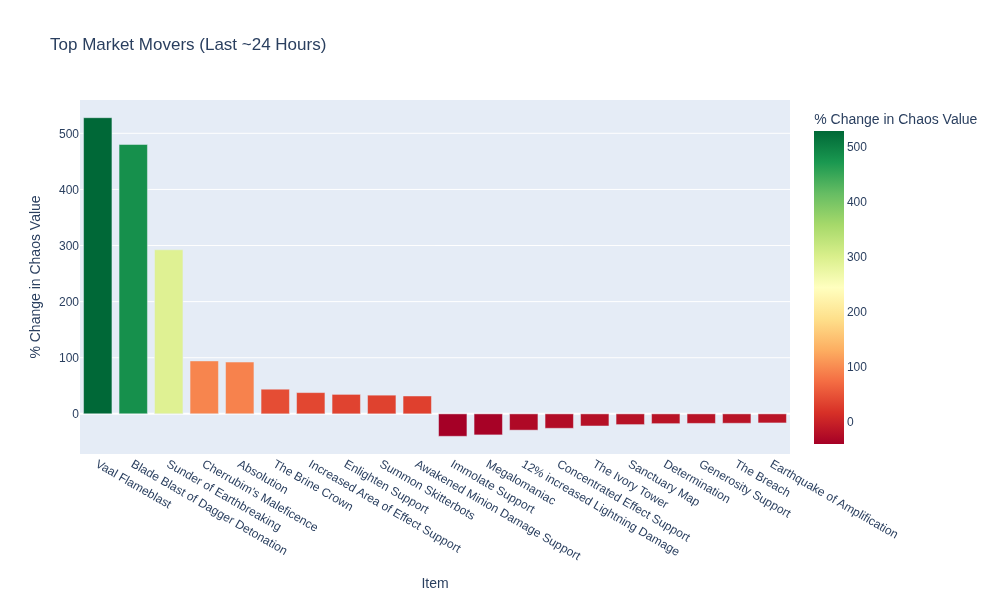 Top Market Movers (Last ~24 Hours)
% Change in Chaos Value
500
400
300
200
100
0
% Change in Chaos Value
500
400
300
200
100
0
Vaal Flameblast
Blade Blast of Dagger Detonation
Sunder of Earthbreaking
Cherrubim's Maleficence
Absolution
The Brine Crown
Increased Area of Effect Support
Enlighten Support
Summon Skitterbots
Awakened Minion Damage Support
Immolate Support
Megalomaniac
12% increased Lightning Damage
Concentrated Effect Support
The Ivory Tower
Sanctuary Map
Determination
Generosity Support
The Breach
Earthquake of Amplification
Item